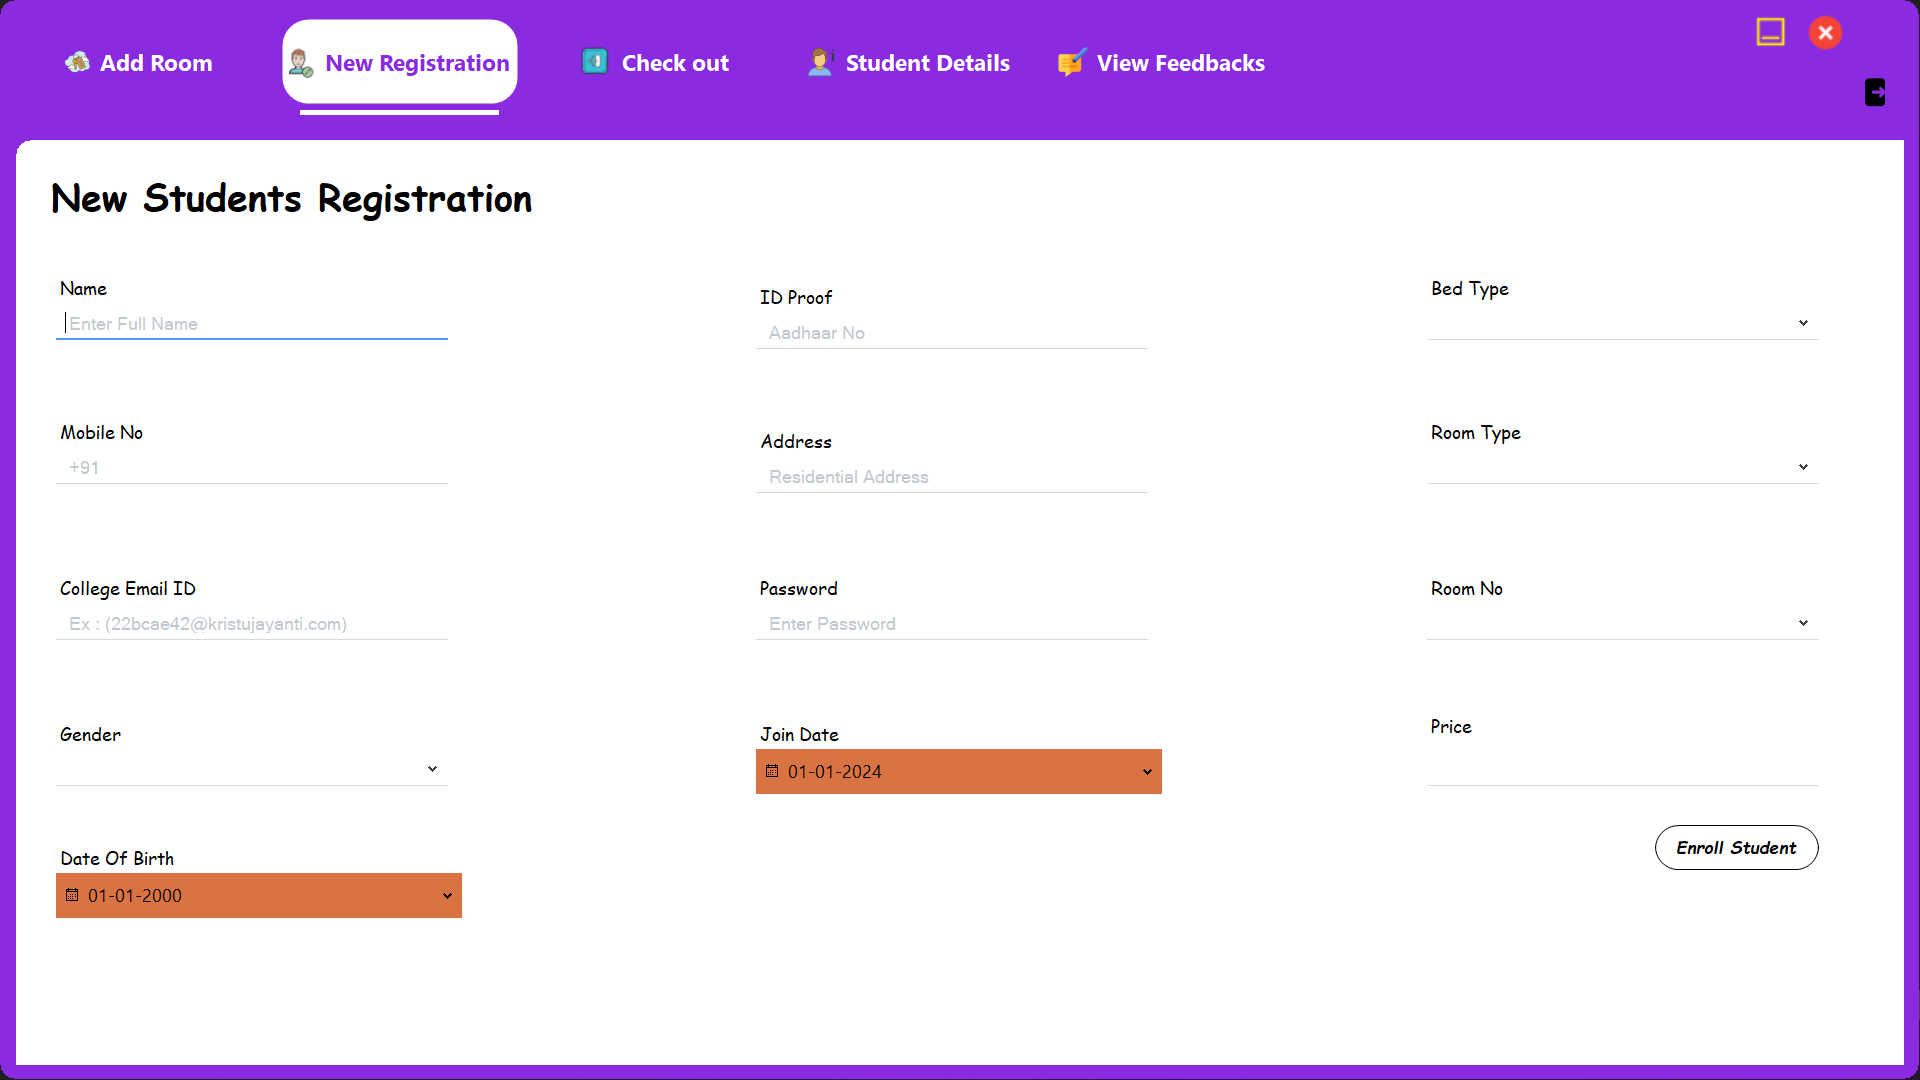 Add Room
New Registration
Check out
Student Details
View Feedbacks
New Students Registration
Name
Enter Full Name
ID Proof
Aadhaar No
Bed Type
Mobile No
+91
Address
Residential Address
Room Type
College Email ID
Ex : (22bcae42@kristujayanti.com)
Password
Enter Password
Room No
Gender
Join Date
01-01-2024
Price
Date Of Birth
01-01-2000
Enroll Student